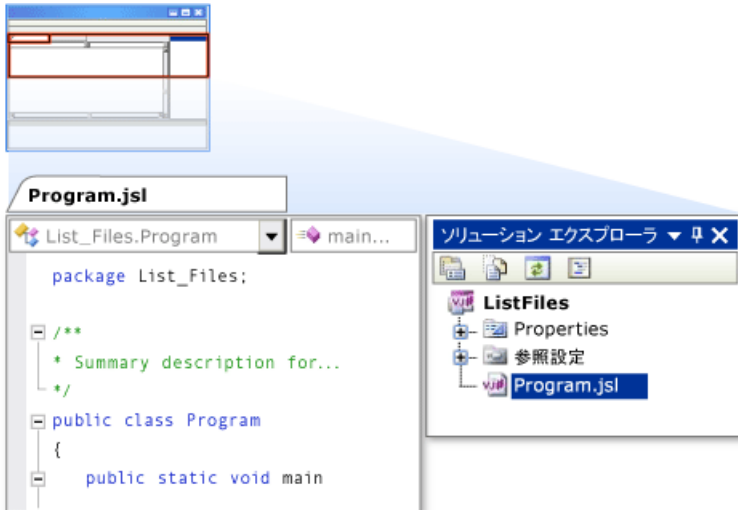 Program.jsl
List_Files.Program
main...
package List_Files;
/**
* Summary description for...
*/
public class Program
{
public static void main
ソリューション エクスプローラ
ListFiles
Properties
参照設定
Program.jsl